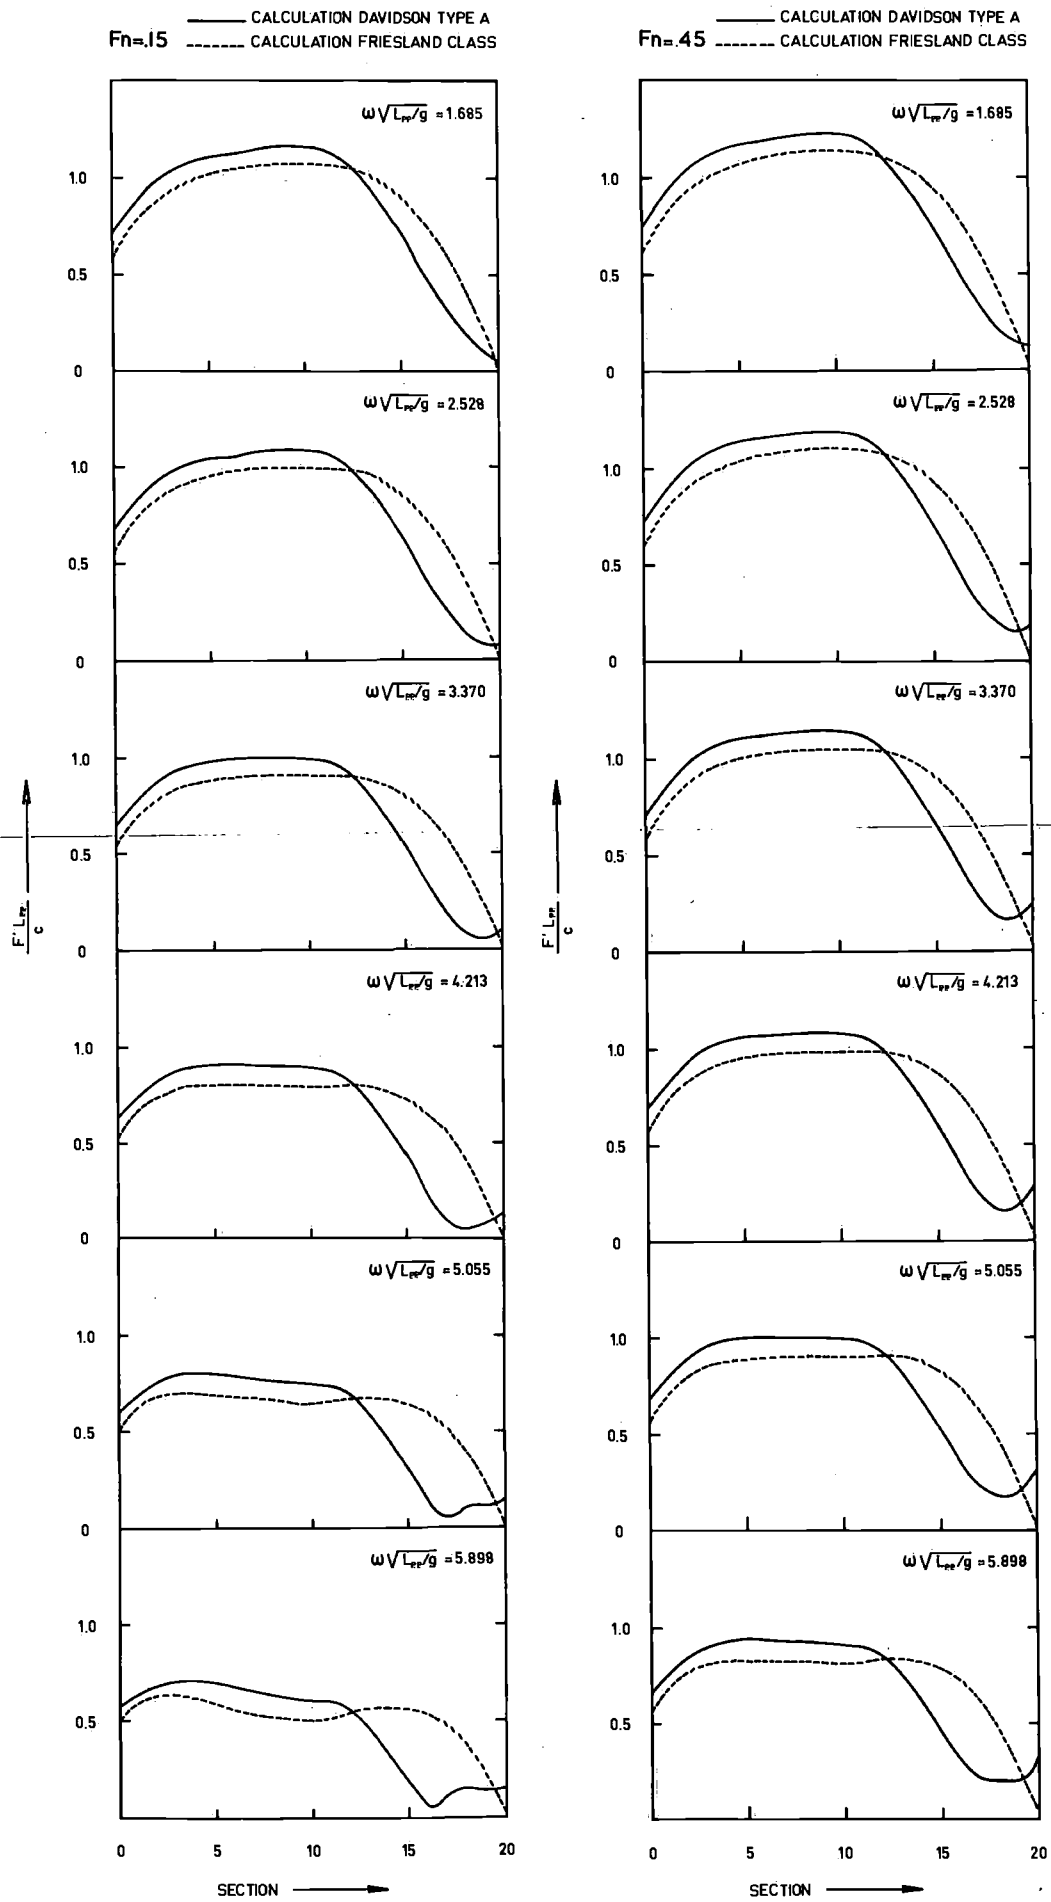 CALCULATION DAVIDSON TYPE A
Fn=.15 CALCULATION FRIESLAND CLASS
ω√LPP/g = 1.685
1.0
0.5
0
ω√LPP/g = 2.528
1.0
0.5
0
ω√LPP/g = 3.370
1.0
0.5
0
F' LPP
c
ω√LPP/g = 4.213
1.0
0.5
0
ω√LPP/g = 5.055
1.0
0.5
0
ω√LPP/g = 5.898
1.0
0.5
0 5 10 15 20
SECTION
CALCULATION DAVIDSON TYPE A
Fn=.45 CALCULATION FRIESLAND CLASS
ω√LPP/g = 1.685
1.0
0.5
0
ω√LPP/g = 2.528
1.0
0.5
0
ω√LPP/g = 3.370
1.0
0.5
0
F' LPP
c
ω√LPP/g = 4.213
1.0
0.5
0
ω√LPP/g = 5.055
1.0
0.5
0
ω√LPP/g = 5.898
1.0
0.5
0 5 10 15 20
SECTION